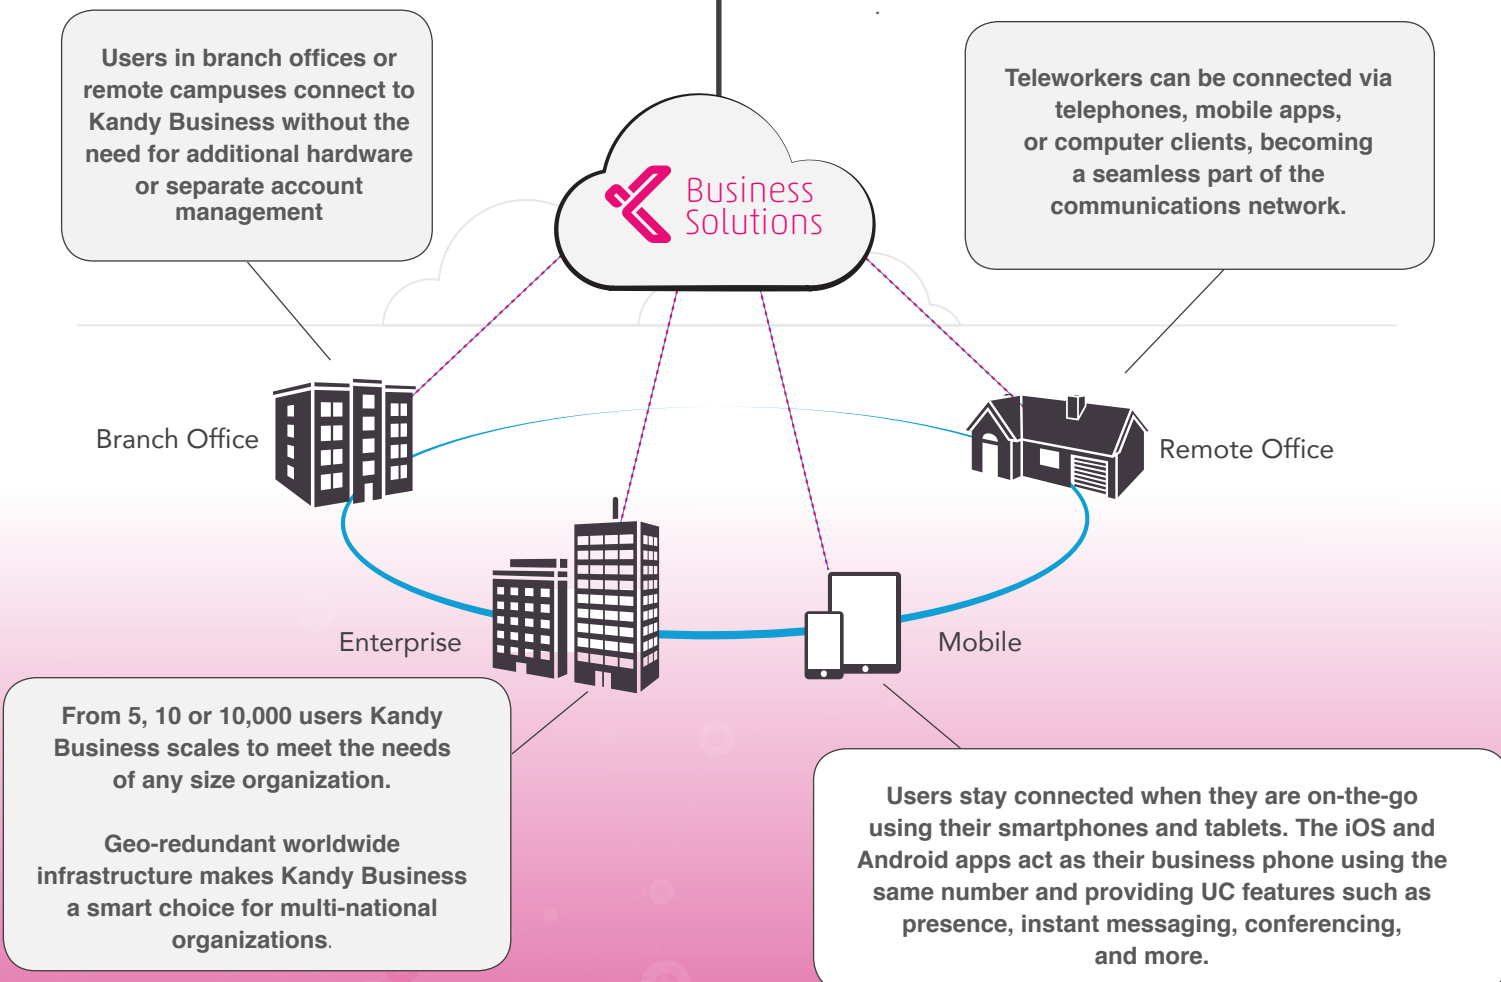 Users in branch offices or
remote campuses connect to
Kandy Business without the
need for additional hardware
or separate account
management
Teleworkers can be connected via
telephones, mobile apps,
or computer clients, becoming
a seamless part of the
communications network.
Business
Solutions
Branch Office
Remote Office
Enterprise
Mobile
From 5, 10 or 10,000 users Kandy
Business scales to meet the needs
of any size organization.
Geo-redundant worldwide
infrastructure makes Kandy Business
a smart choice for multi-national
organizations.
Users stay connected when they are on-the-go
using their smartphones and tablets. The iOS and
Android apps act as their business phone using the
same number and providing UC features such as
presence, instant messaging, conferencing,
and more.